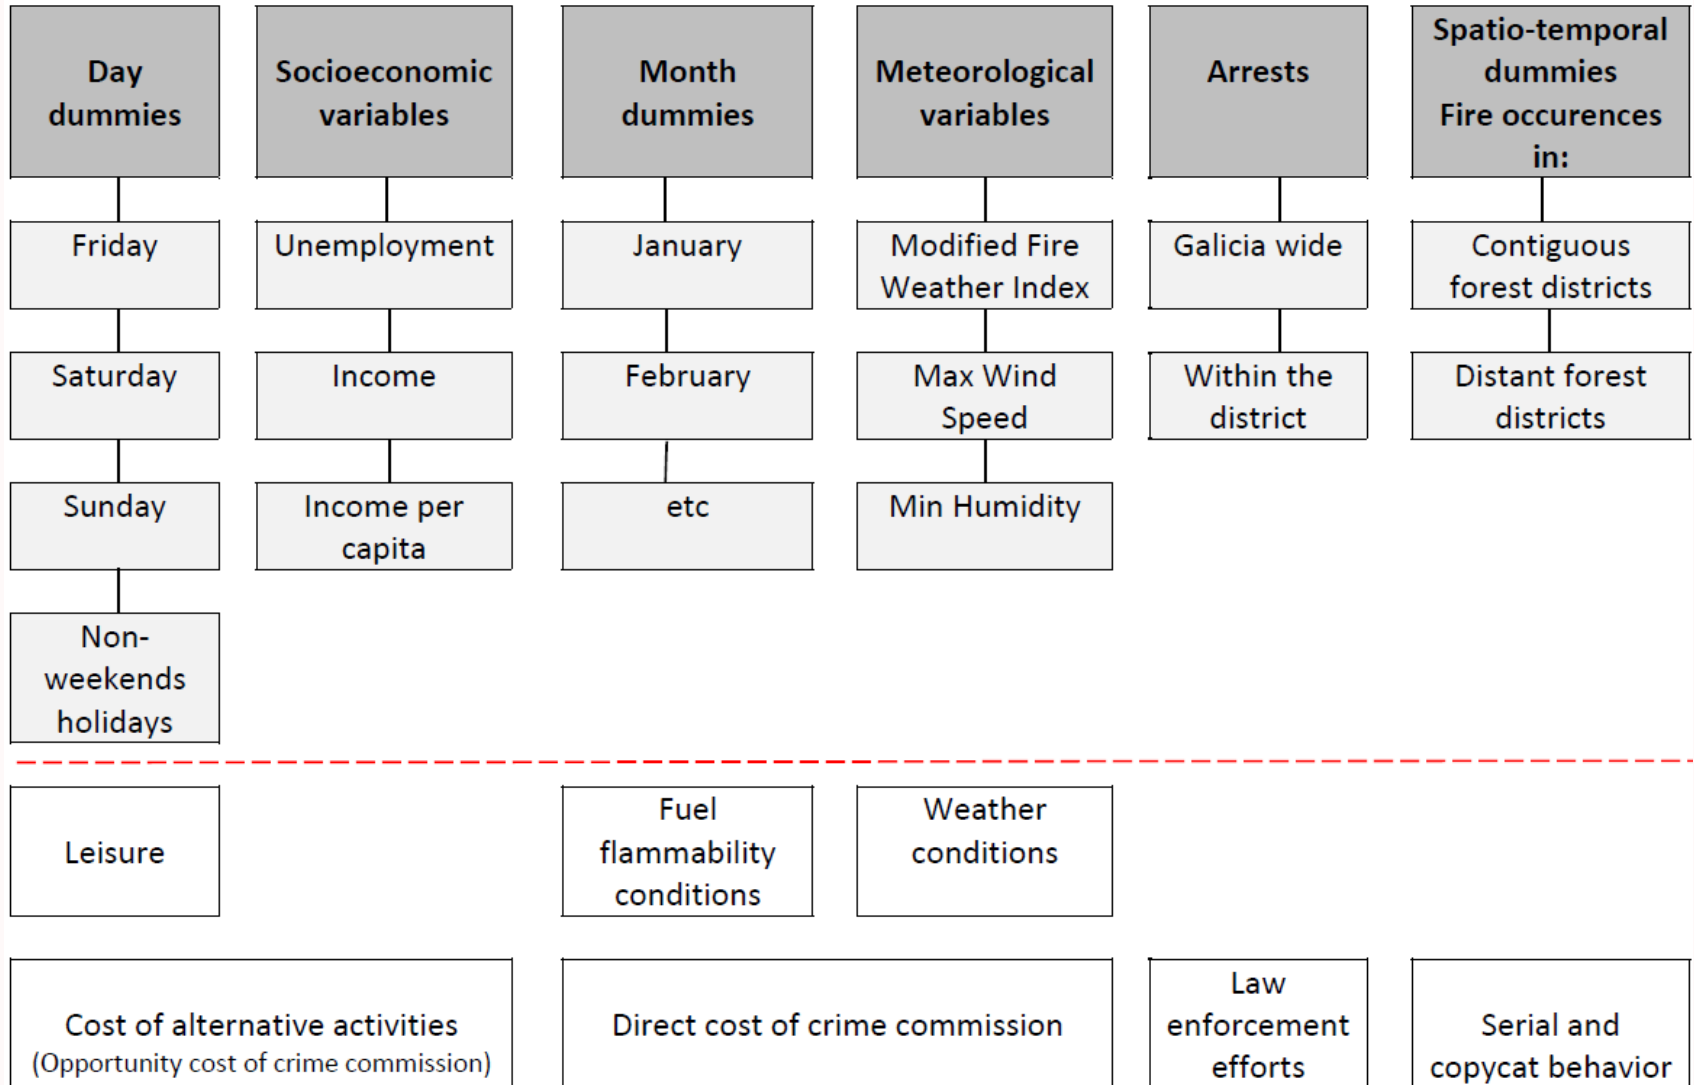 Day
dummies
Socioeconomic
variables
Month
dummies
Meteorological
variables
Arrests
Spatio-temporal
dummies
Fire occurences
in:
Friday
Unemployment
January
Modified Fire
Weather Index
Galicia wide
Contiguous
forest districts
Saturday
Income
February
Max Wind
Speed
Within the
district
Distant forest
districts
Sunday
Income per
capita
etc
Min Humidity
Non-
weekends
holidays
Leisure
Fuel
flammability
conditions
Weather
conditions
Cost of alternative activities
(Opportunity cost of crime commission)
Direct cost of crime commission
Law
enforcement
efforts
Serial and
copycat behavior